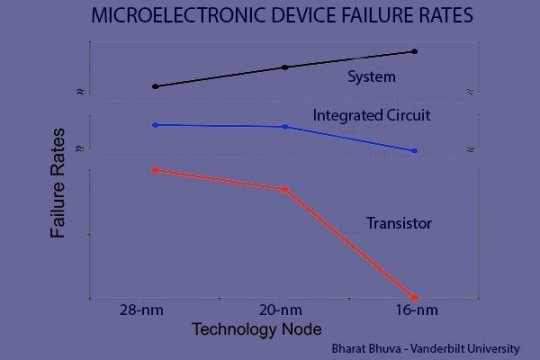 MICROELECTRONIC DEVICE FAILURE RATES
System
Integrated Circuit
Transistor
Failure Rates
28-nm 20-nm 16-nm
Technology Node
Bharat Bhuva - Vanderbilt University